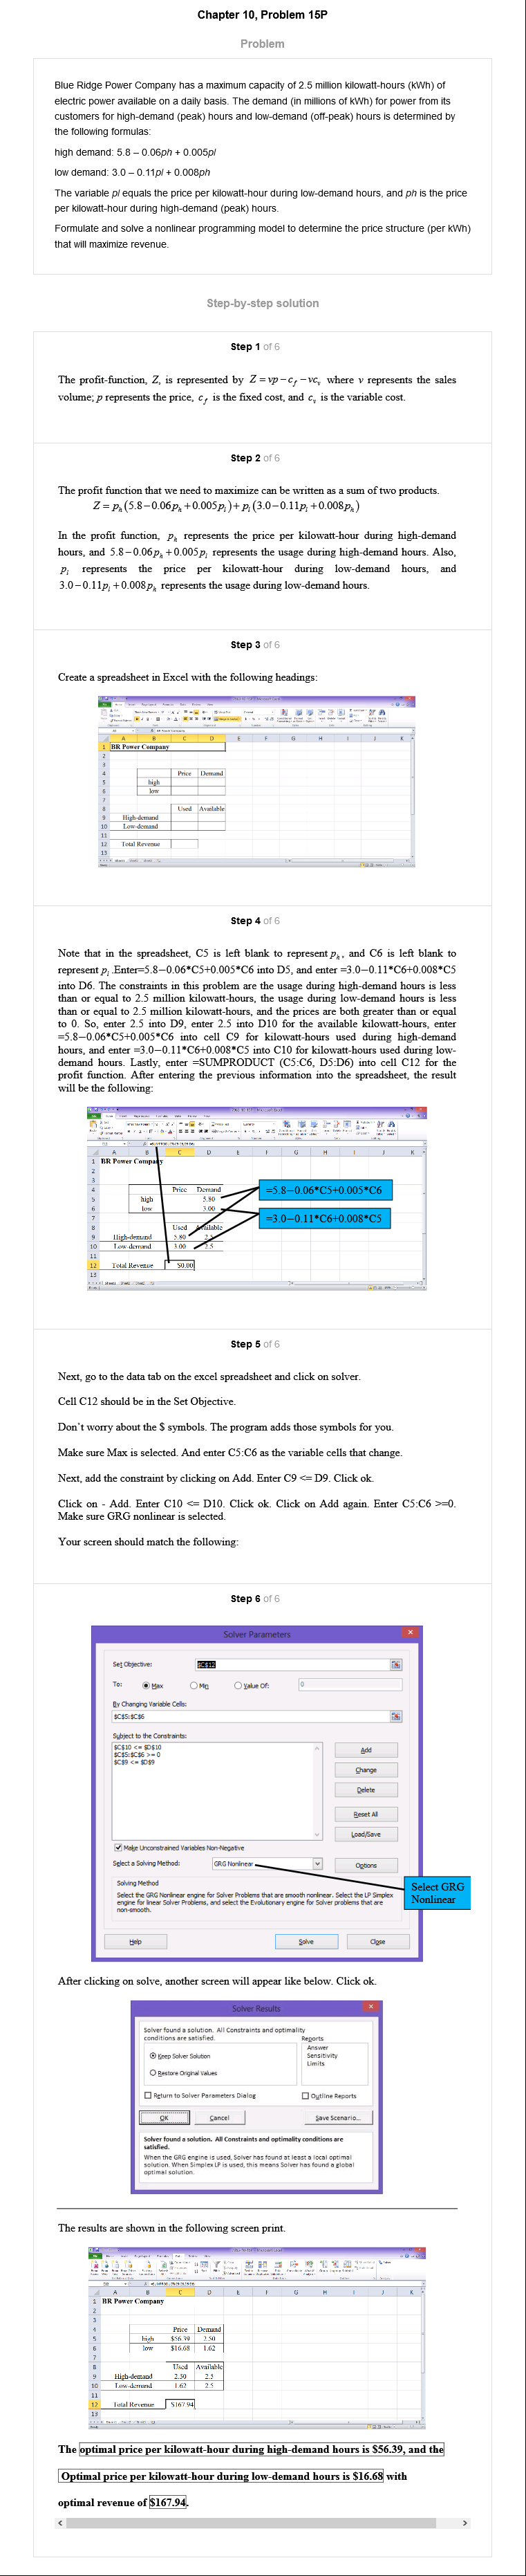 Chapter 10, Problem 15P
Problem
Blue Ridge Power Company has a maximum capacity of 2.5 million kilowatt-hours (kWh) of
electric power available on a daily basis. The demand (in millions of kWh) for power from its
customers for high-demand (peak) hours and low-demand (off-peak) hours is determined by
the following formulas:
high demand: 5.8 – 0.06ph + 0.005pl
low demand: 3.0 – 0.11pl + 0.008ph
The variable pl equals the price per kilowatt-hour during low-demand hours, and ph is the price
per kilowatt-hour during high-demand (peak) hours.
Formulate and solve a nonlinear programming model to determine the price structure (per kWh)
that will maximize revenue.
Step-by-step solution
Step 1 of 6
The profit-function, Z, is represented by Z = vp − c_f − vc_v where v represents the sales
volume; p represents the price, c_f is the fixed cost, and c_v is the variable cost.
Step 2 of 6
The profit function that we need to maximize can be written as a sum of two products.
Z = p_h(5.8−0.06p_h +0.005p_l)+ p_l(3.0−0.11p_l +0.008p_h)
In the profit function, p_h represents the price per kilowatt-hour during high-demand
hours, and 5.8−0.06p_h +0.005p_l represents the usage during high-demand hours. Also,
p_l represents the price per kilowatt-hour during low-demand hours, and
3.0−0.11p_l +0.008p_h represents the usage during low-demand hours.
Step 3 of 6
Create a spreadsheet in Excel with the following headings:
A B C D E F G H I J K
1 BR Power Company
2
3
4 Price Demand
5 high
6 low
7
8 Used Available
9 High-demand
10 Low-demand
11
12 Total Revenue
13
Step 4 of 6
Note that in the spreadsheet, C5 is left blank to represent p_h, and C6 is left blank to
represent p_l .Enter=5.8−0.06*C5+0.005*C6 into D5, and enter =3.0−0.11*C6+0.008*C5
into D6. The constraints in this problem are the usage during high-demand hours is less
than or equal to 2.5 million kilowatt-hours, the usage during low-demand hours is less
than or equal to 2.5 million kilowatt-hours, and the prices are both greater than or equal
to 0. So, enter 2.5 into D9, enter 2.5 into D10 for the available kilowatt-hours, enter
=5.8−0.06*C5+0.005*C6 into cell C9 for kilowatt-hours used during high-demand
hours, and enter =3.0−0.11*C6+0.008*C5 into C10 for kilowatt-hours used during low-
demand hours. Lastly, enter =SUMPRODUCT (C5:C6, D5:D6) into cell C12 for the
profit function. After entering the previous information into the spreadsheet, the result
will be the following:
A B C D E F G H I J K
1 BR Power Company
2
3
4 Price Demand
5 high 5.80
=5.8−0.06*C5+0.005*C6
6 low 3.00
7
=3.0−0.11*C6+0.008*C5
8 Used Available
9 High-demand 5.80 2.5
10 Low-demand 3.00 2.5
11
12 Total Revenue $0.00
13
Step 5 of 6
Next, go to the data tab on the excel spreadsheet and click on solver.
Cell C12 should be in the Set Objective.
Don't worry about the $ symbols. The program adds those symbols for you.
Make sure Max is selected. And enter C5:C6 as the variable cells that change.
Next, add the constraint by clicking on Add. Enter C9 <= D9. Click ok.
Click on - Add. Enter C10 <= D10. Click ok. Click on Add again. Enter C5:C6 >=0.
Make sure GRG nonlinear is selected.
Your screen should match the following:
Step 6 of 6
Solver Parameters
Set Objective: $C$12
To: Max Min Value Of: 0
By Changing Variable Cells:
$C$5:$C$6
Subject to the Constraints:
$C$10 <= $D$10
$C$5:$C$6 >= 0
$C$9 <= $D$9
Add
Change
Delete
Reset All
Load/Save
Make Unconstrained Variables Non-Negative
Select a Solving Method: GRG Nonlinear Options
Select GRG
Nonlinear
Solving Method
Select the GRG Nonlinear engine for Solver Problems that are smooth nonlinear. Select the LP Simplex
engine for linear Solver Problems, and select the Evolutionary engine for Solver problems that are
non-smooth.
Help Solve Close
After clicking on solve, another screen will appear like below. Click ok.
Solver Results
Solver found a solution. All Constraints and optimality
conditions are satisfied.
Reports
Answer
Sensitivity
Limits
Keep Solver Solution
Restore Original Values
Return to Solver Parameters Dialog Outline Reports
OK Cancel Save Scenario...
Solver found a solution. All Constraints and optimality conditions are
satisfied.
When the GRG engine is used, Solver has found at least a local optimal
solution. When Simplex LP is used, this means Solver has found a global
optimal solution.
The results are shown in the following screen print.
A B C D E F G H I J K
1 BR Power Company
2
3
4 Price Demand
5 high $56.39 2.50
6 low $16.68 1.62
7
8 Used Available
9 High-demand 2.50 2.5
10 Low-demand 1.62 2.5
11
12 Total Revenue $167.94
13
The optimal price per kilowatt-hour during high-demand hours is $56.39, and the
Optimal price per kilowatt-hour during low-demand hours is $16.68 with
optimal revenue of $167.94.